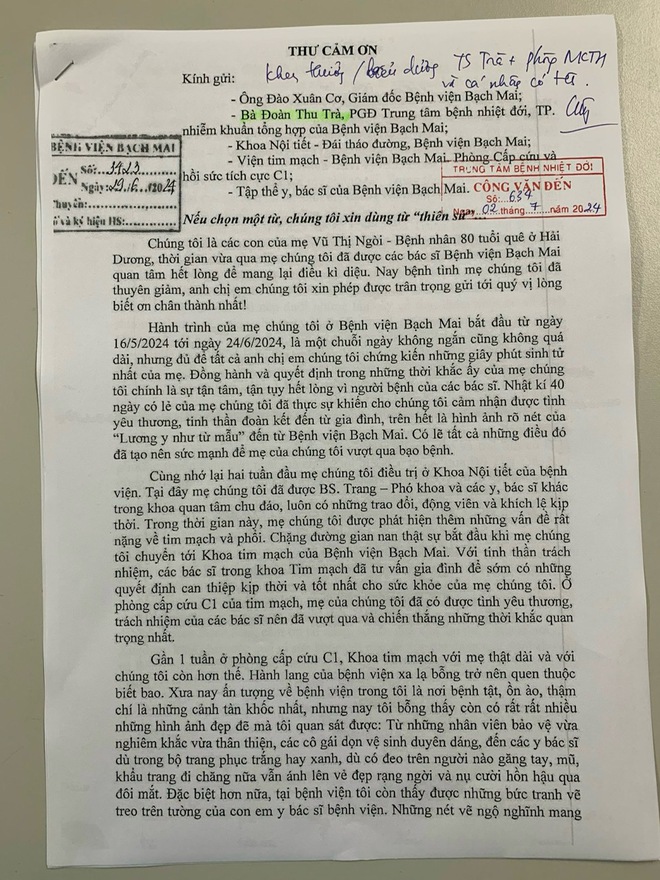 THƯ CẢM ƠN
Kính gửi: khen thưởng / biểu dương TS Trà + phòng MCTH
và cá nhân có tên.
- Ông Đào Xuân Cơ, Giám đốc Bệnh viện Bạch Mai;
- Bà Đoàn Thu Trà, PGĐ Trung tâm bệnh nhiệt đới, TP.
nhiễm khuẩn tổng hợp của Bệnh viện Bạch Mai;
- Khoa Nội tiết - Đái tháo đường, Bệnh viện Bạch Mai;
- Viện tim mạch - Bệnh viện Bạch Mai. Phòng Cấp cứu và
hồi sức tích cực C1;
- Tập thể y, bác sĩ của Bệnh viện Bạch Mai.
BỆNH VIỆN BẠCH MAI
ĐẾN Số: 3423
Ngày: 29/6/2024
Chuyển:
Số và ký hiệu HS:
TRUNG TÂM BỆNH NHIỆT ĐỚI
CÔNG VĂN ĐẾN
Số: 634
Ngày 02 tháng 7 năm 2024
Nếu chọn một từ, chúng tôi xin dùng từ “thiên sứ”...
Chúng tôi là các con của mẹ Vũ Thị Ngòi - Bệnh nhân 80 tuổi quê ở Hải
Dương, thời gian vừa qua mẹ chúng tôi đã được các bác sĩ Bệnh viện Bạch Mai
quan tâm hết lòng để mang lại điều kì diệu. Nay bệnh tình mẹ chúng tôi đã
thuyên giảm, anh chị em chúng tôi xin phép được trân trọng gửi tới quý vị lòng
biết ơn chân thành nhất!
Hành trình của mẹ chúng tôi ở Bệnh viện Bạch Mai bắt đầu từ ngày
16/5/2024 tới ngày 24/6/2024, là một chuỗi ngày không ngắn cũng không quá
dài, nhưng đủ để tất cả anh chị em chúng tôi chứng kiến những giây phút sinh tử
nhất của mẹ. Đồng hành và quyết định trong những thời khắc ấy của mẹ chúng
tôi chính là sự tận tâm, tận tụy hết lòng vì người bệnh của các bác sĩ. Nhật kí 40
ngày có lẻ của mẹ chúng tôi đã thực sự khiến cho chúng tôi cảm nhận được tình
yêu thương, tinh thần đoàn kết đến từ gia đình, trên hết là hình ảnh rõ nét của
“Lương y như từ mẫu” đến từ Bệnh viện Bạch Mai. Có lẽ tất cả những điều đó
đã tạo nên sức mạnh để mẹ của chúng tôi vượt qua bạo bệnh.
Cùng nhớ lại hai tuần đầu mẹ chúng tôi điều trị ở Khoa Nội tiết của bệnh
viện. Tại đây mẹ chúng tôi đã được BS. Trang – Phó khoa và các y, bác sĩ khác
trong khoa quan tâm chu đáo, luôn có những trao đổi, động viên và khích lệ kịp
thời. Trong thời gian này, mẹ chúng tôi được phát hiện thêm những vấn đề rất
nặng về tim mạch và phổi. Chặng đường gian nan thật sự bắt đầu khi mẹ chúng
tôi chuyển tới Khoa tim mạch của Bệnh viện Bạch Mai. Với tinh thần trách
nhiệm, các bác sĩ trong khoa Tim mạch đã tư vấn gia đình để sớm có những
quyết định can thiệp kịp thời và tốt nhất cho sức khỏe của mẹ chúng tôi. Ở
phòng cấp cứu C1 của tim mạch, mẹ của chúng tôi đã có được tình yêu thương,
trách nhiệm của các bác sĩ nên đã vượt qua và chiến thắng những thời khắc quan
trọng nhất.
Gần 1 tuần ở phòng cấp cứu C1, Khoa tim mạch với mẹ thật dài và với
chúng tôi còn hơn thế. Hành lang của bệnh viện xa lạ bỗng trở nên quen thuộc
biết bao. Xưa nay ấn tượng về bệnh viện trong tôi là nơi bệnh tật, ồn ào, thậm
chí là những cảnh tàn khốc nhất, nhưng nay tôi bỗng thấy còn có rất rất nhiều
những hình ảnh đẹp đẽ mà tôi quan sát được: Từ những nhân viên bảo vệ vừa
nghiêm khắc vừa thân thiện, các cô gái dọn vệ sinh duyên dáng, đến các y bác sĩ
dù trong bộ trang phục trắng hay xanh, dù có đeo trên người nào găng tay, mũ,
khẩu trang đi chăng nữa vẫn ánh lên vẻ đẹp rạng ngời và nụ cười hồn hậu qua
đôi mắt. Đặc biệt hơn nữa, tại bệnh viện tôi còn thấy được những bức tranh vẽ
treo trên tường của con em y bác sĩ bệnh viện. Những nét vẽ ngộ nghĩnh mang